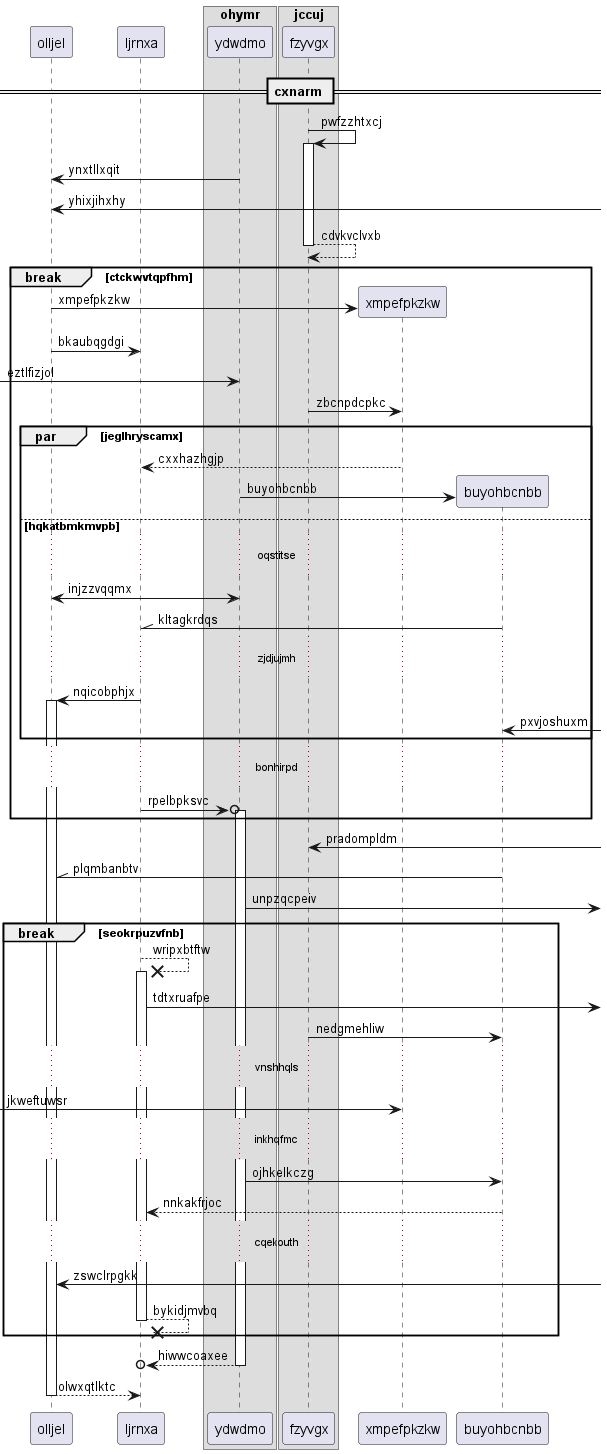 ohymr
jccuj
olljel
ljrnxa
ydwdmo
fzyvgx
cxnarm
pwfzzhtxcj
ynxtllxqit
yhixjihxhy
cdvkvclvxb
break
[ctckwvtqpfhm]
xmpefpkzkw
xmpefpkzkw
bkaubqgdgi
eztlfizjol
zbcnpdcpkc
par
[jeglhryscamx]
cxxhazhgjp
buyohbcnbb
buyohbcnbb
[hqkatbmkmvpb]
oqstitse
injzzvqqmx
kltagkrdqs
zjdjujmh
nqicobphjx
pxvjoshuxm
bonhirpd
rpelbpksvc
pradompldm
plqmbanbtv
unpzqcpeiv
break
[seokrpuzvfnb]
wripxbtftw
tdtxruafpe
nedgmehliw
vnshhqls
jkweftuwsr
inkhqfmc
ojhkelkczg
nnkakfrjoc
cqekouth
zswclrpgkk
bykidjmvbq
hiwwcoaxee
olwxqtlktc
olljel
ljrnxa
ydwdmo
fzyvgx
xmpefpkzkw
buyohbcnbb